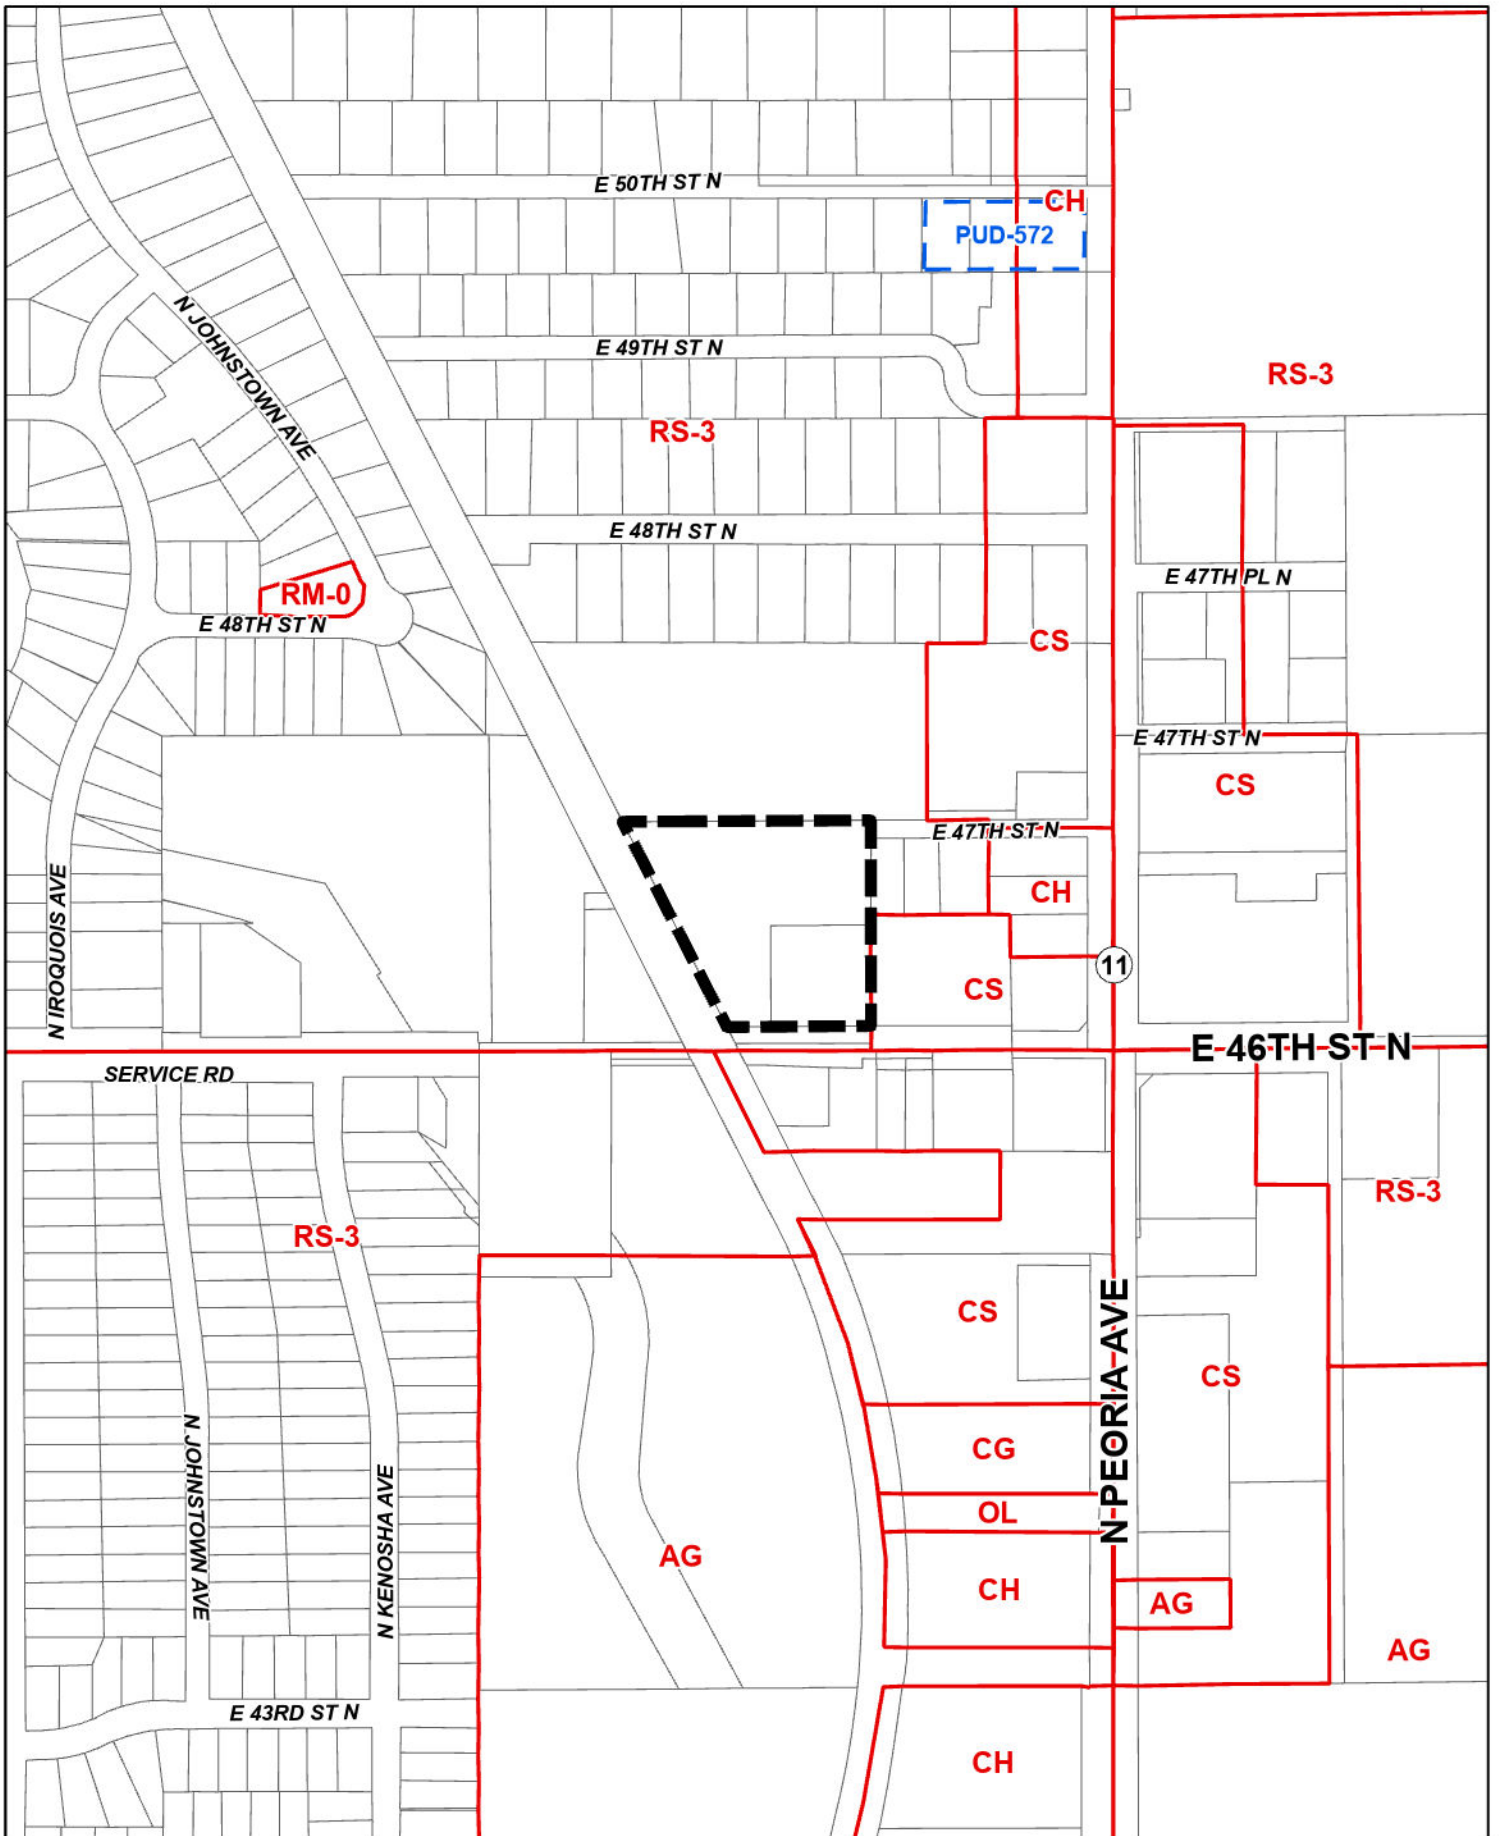 E 50TH ST N
CH
PUD-572
N JOHNSTOWN AVE
E 49TH ST N
RS-3
RS-3
E 48TH ST N
E 47TH PL N
RM-0
E 48TH ST N
CS
E 47TH ST N
CS
E 47TH ST N
CH
N IROQUOIS AVE
11
CS
E 46TH ST N
SERVICE RD
RS-3
RS-3
CS
N PEORIA AVE
CS
CG
N JOHNSTOWN AVE
N KENOSHA AVE
OL
AG
CH
AG
AG
E 43RD ST N
CH